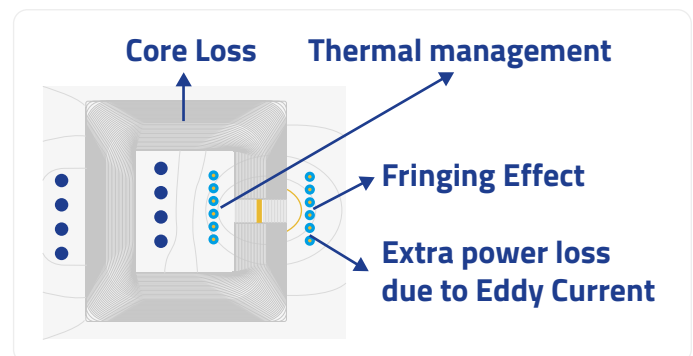 Core Loss
Thermal management
Fringing Effect
Extra power loss
due to Eddy Current